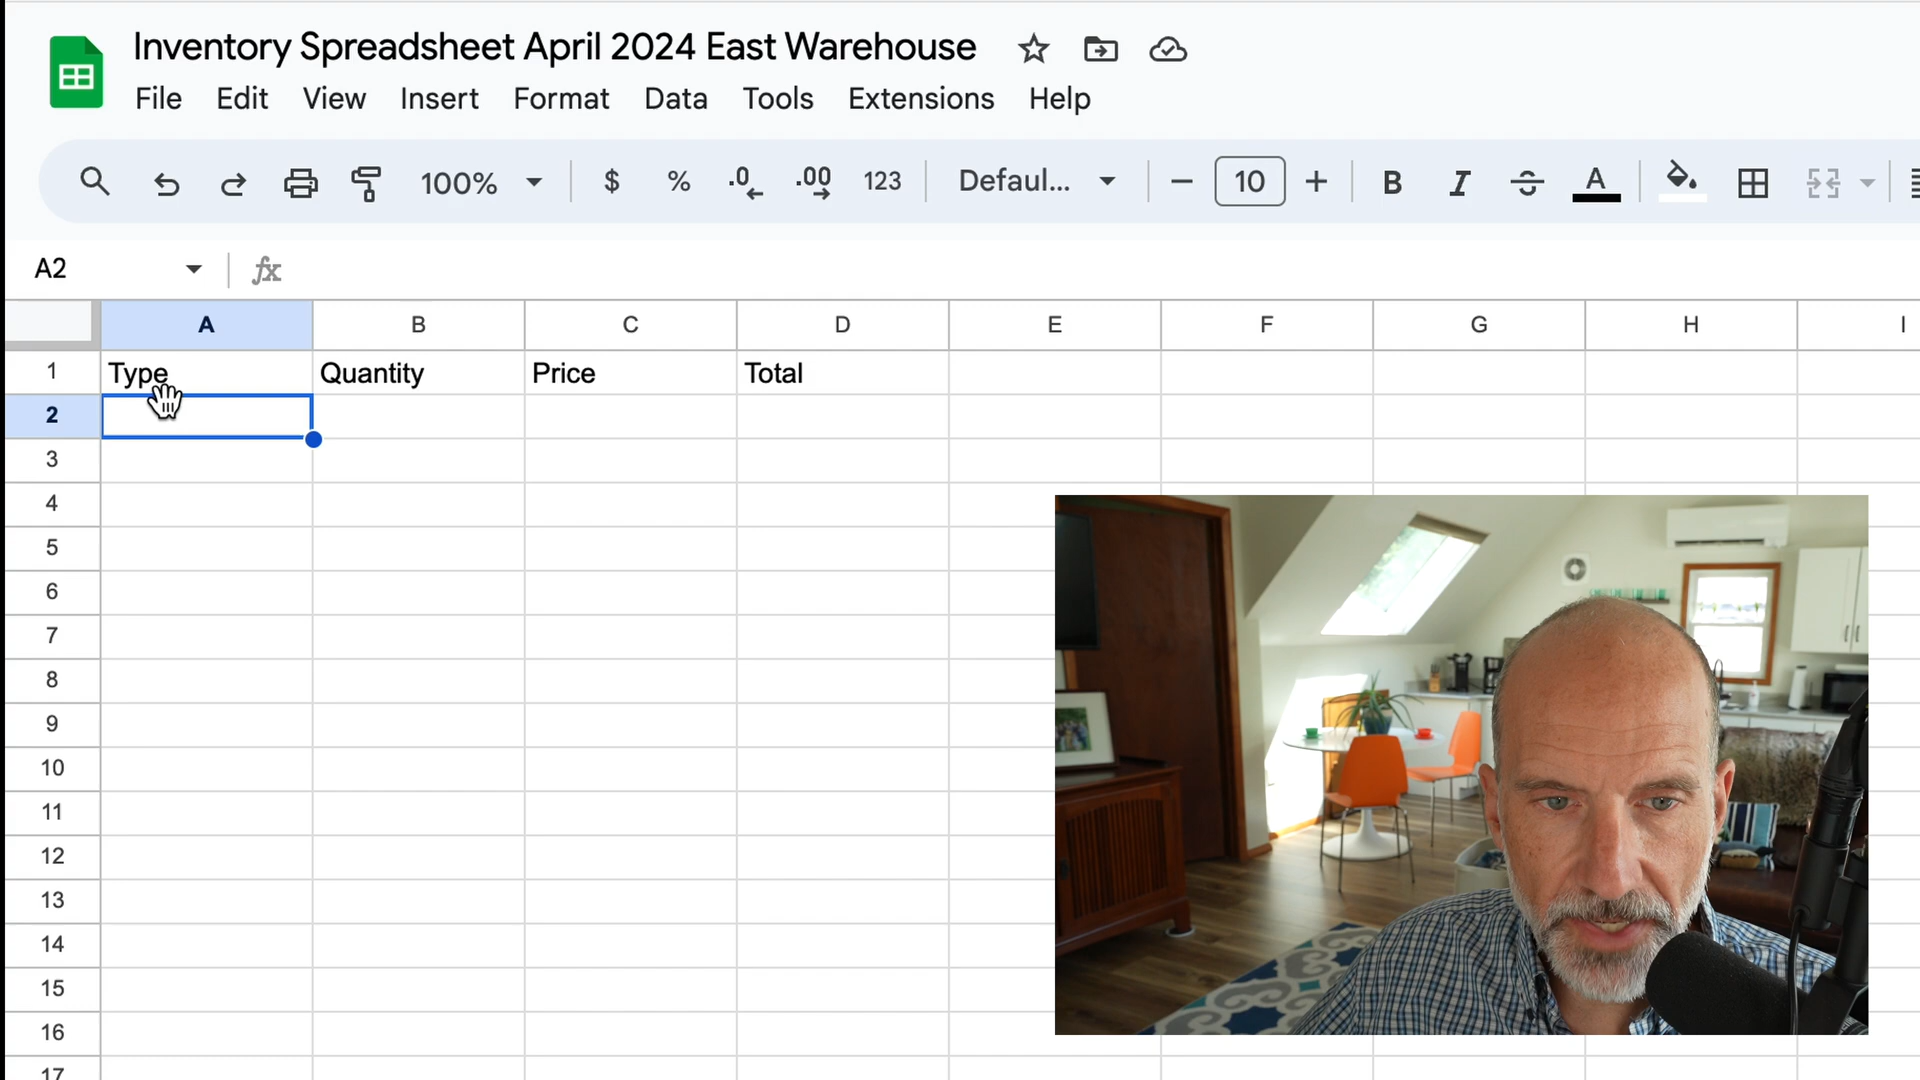 Inventory Spreadsheet April 2024 East Warehouse
File Edit View Insert Format Data Tools Extensions Help
100% $ % .0 .00 123 Defaul... − 10 + B I S A
A2 fx
A B C D E F G H I
1 Type Quantity Price Total
2
3
4
5
6
7
8
9
10
11
12
13
14
15
16
17